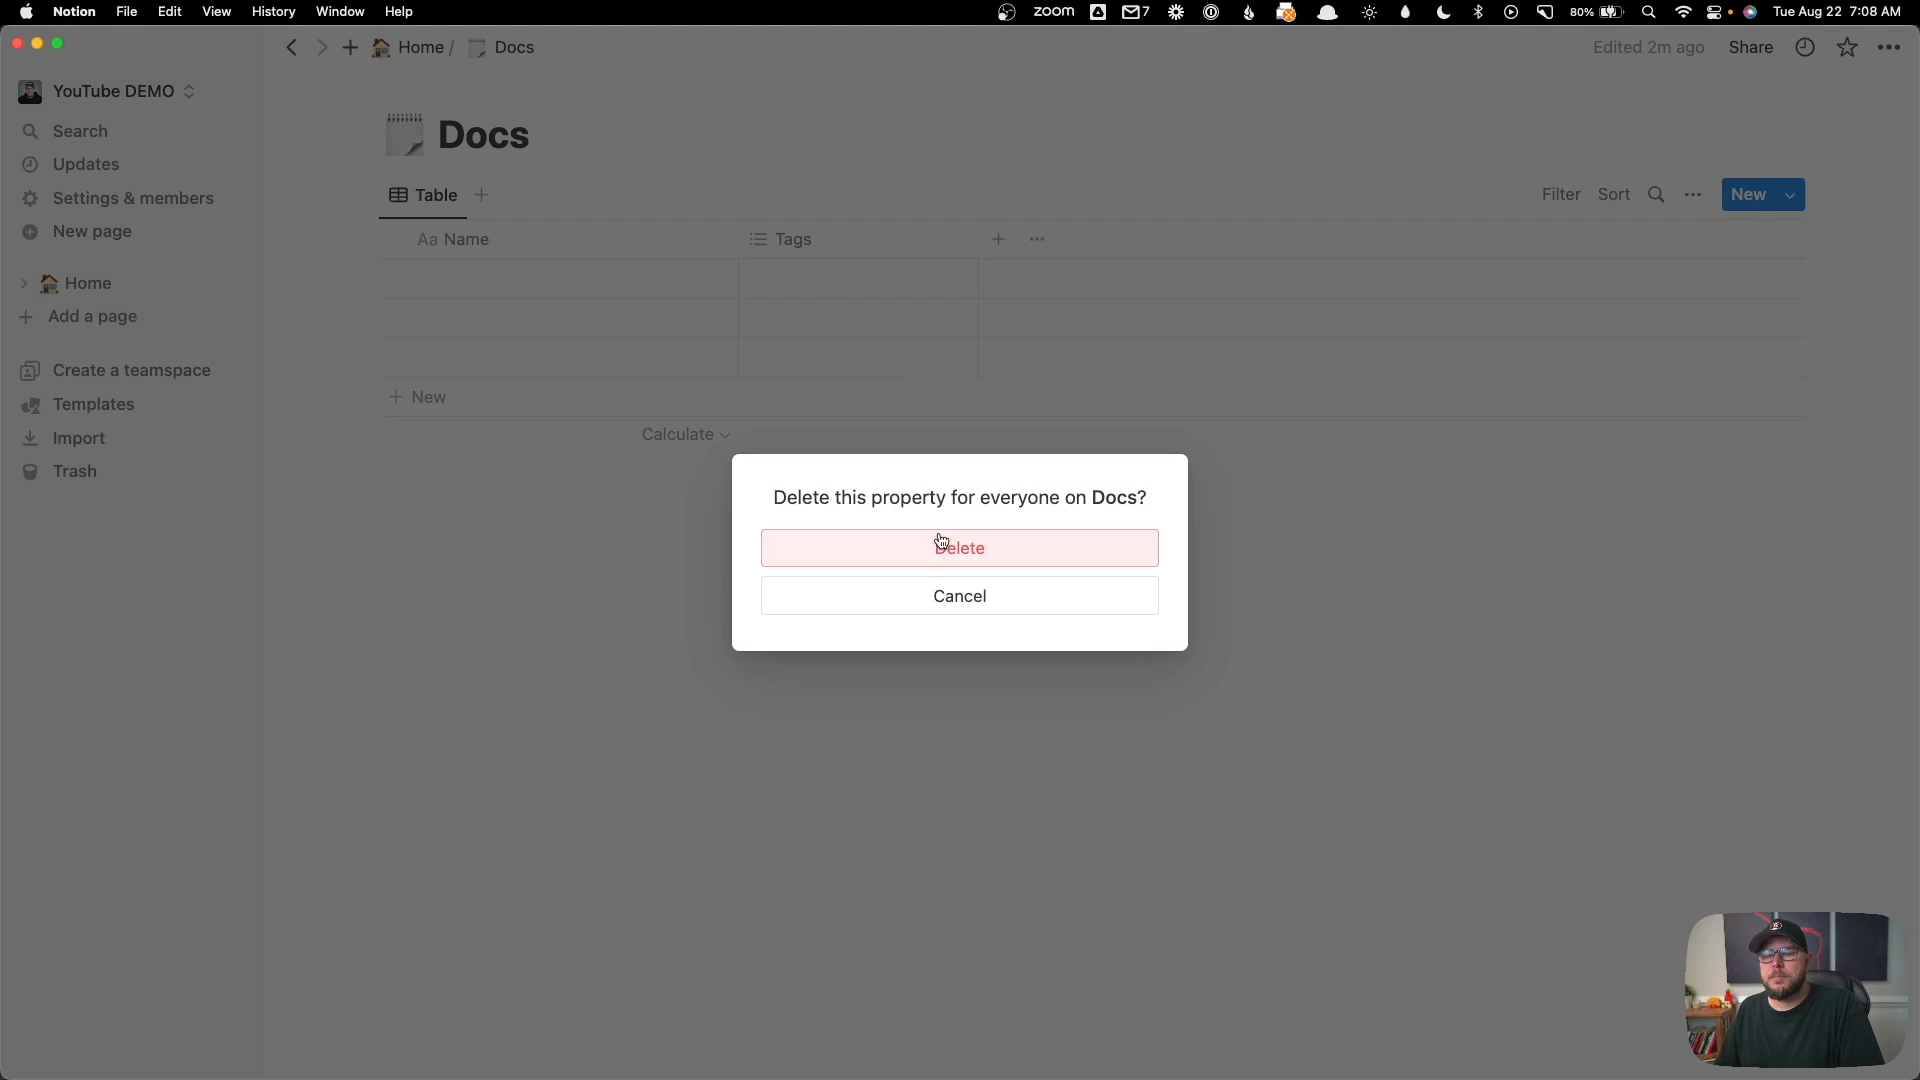 Notion File Edit View History Window Help
zoom 7 80% Tue Aug 22 7:08 AM
Home / Docs
Edited 2m ago Share
YouTube DEMO
Search
Updates
Settings & members
New page
Home
Add a page
Create a teamspace
Templates
Import
Trash
Docs
Table
Filter Sort New
Aa Name Tags
New
Calculate
Delete this property for everyone on Docs?
Delete
Cancel